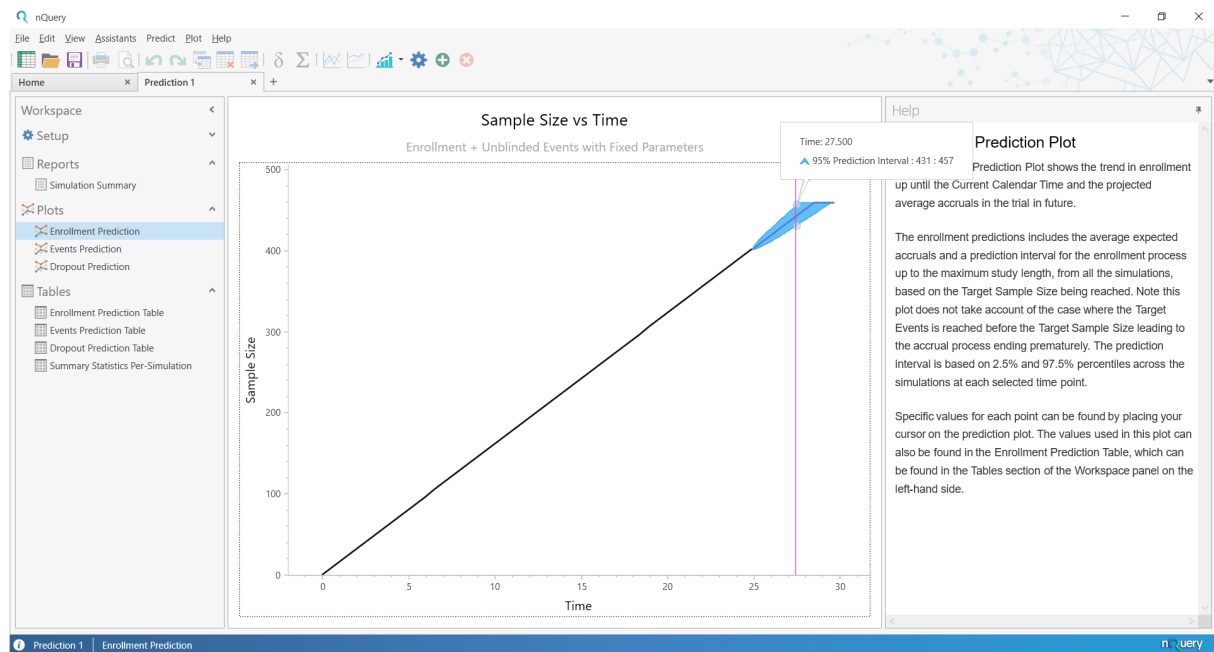 nQuery
File Edit View Assistants Predict Plot Help
Home × Prediction 1 × +
Workspace
Setup
Reports
Simulation Summary
Plots
Enrollment Prediction
Events Prediction
Dropout Prediction
Tables
Enrollment Prediction Table
Events Prediction Table
Dropout Prediction Table
Summary Statistics Per-Simulation
Sample Size vs Time
Enrollment + Unblinded Events with Fixed Parameters
Time: 27.500
95% Prediction Interval : 431 : 457
Sample Size
500
400
300
200
100
0
0 5 10 15 20 25 30
Time
Help
Prediction Plot
Prediction Plot shows the trend in enrollment
up until the Current Calendar Time and the projected
average accruals in the trial in future.
The enrollment predictions includes the average expected
accruals and a prediction interval for the enrollment process
up to the maximum study length, from all the simulations,
based on the Target Sample Size being reached. Note this
plot does not take account of the case where the Target
Events is reached before the Target Sample Size leading to
the accrual process ending prematurely. The prediction
interval is based on 2.5% and 97.5% percentiles across the
simulations at each selected time point.
Specific values for each point can be found by placing your
cursor on the prediction plot. The values used in this plot can
also be found in the Enrollment Prediction Table, which can
be found in the Tables section of the Workspace panel on the
left-hand side.
Prediction 1 Enrollment Prediction
nQuery